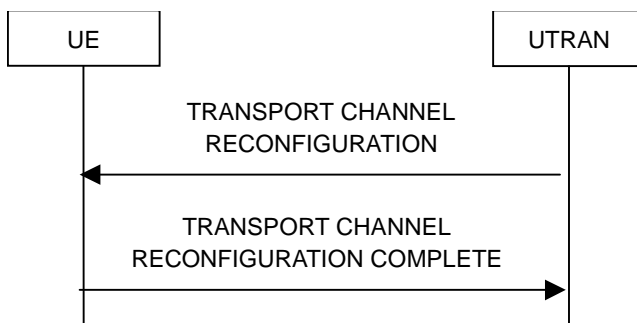 UE
UTRAN
TRANSPORT CHANNEL
RECONFIGURATION
TRANSPORT CHANNEL
RECONFIGURATION COMPLETE